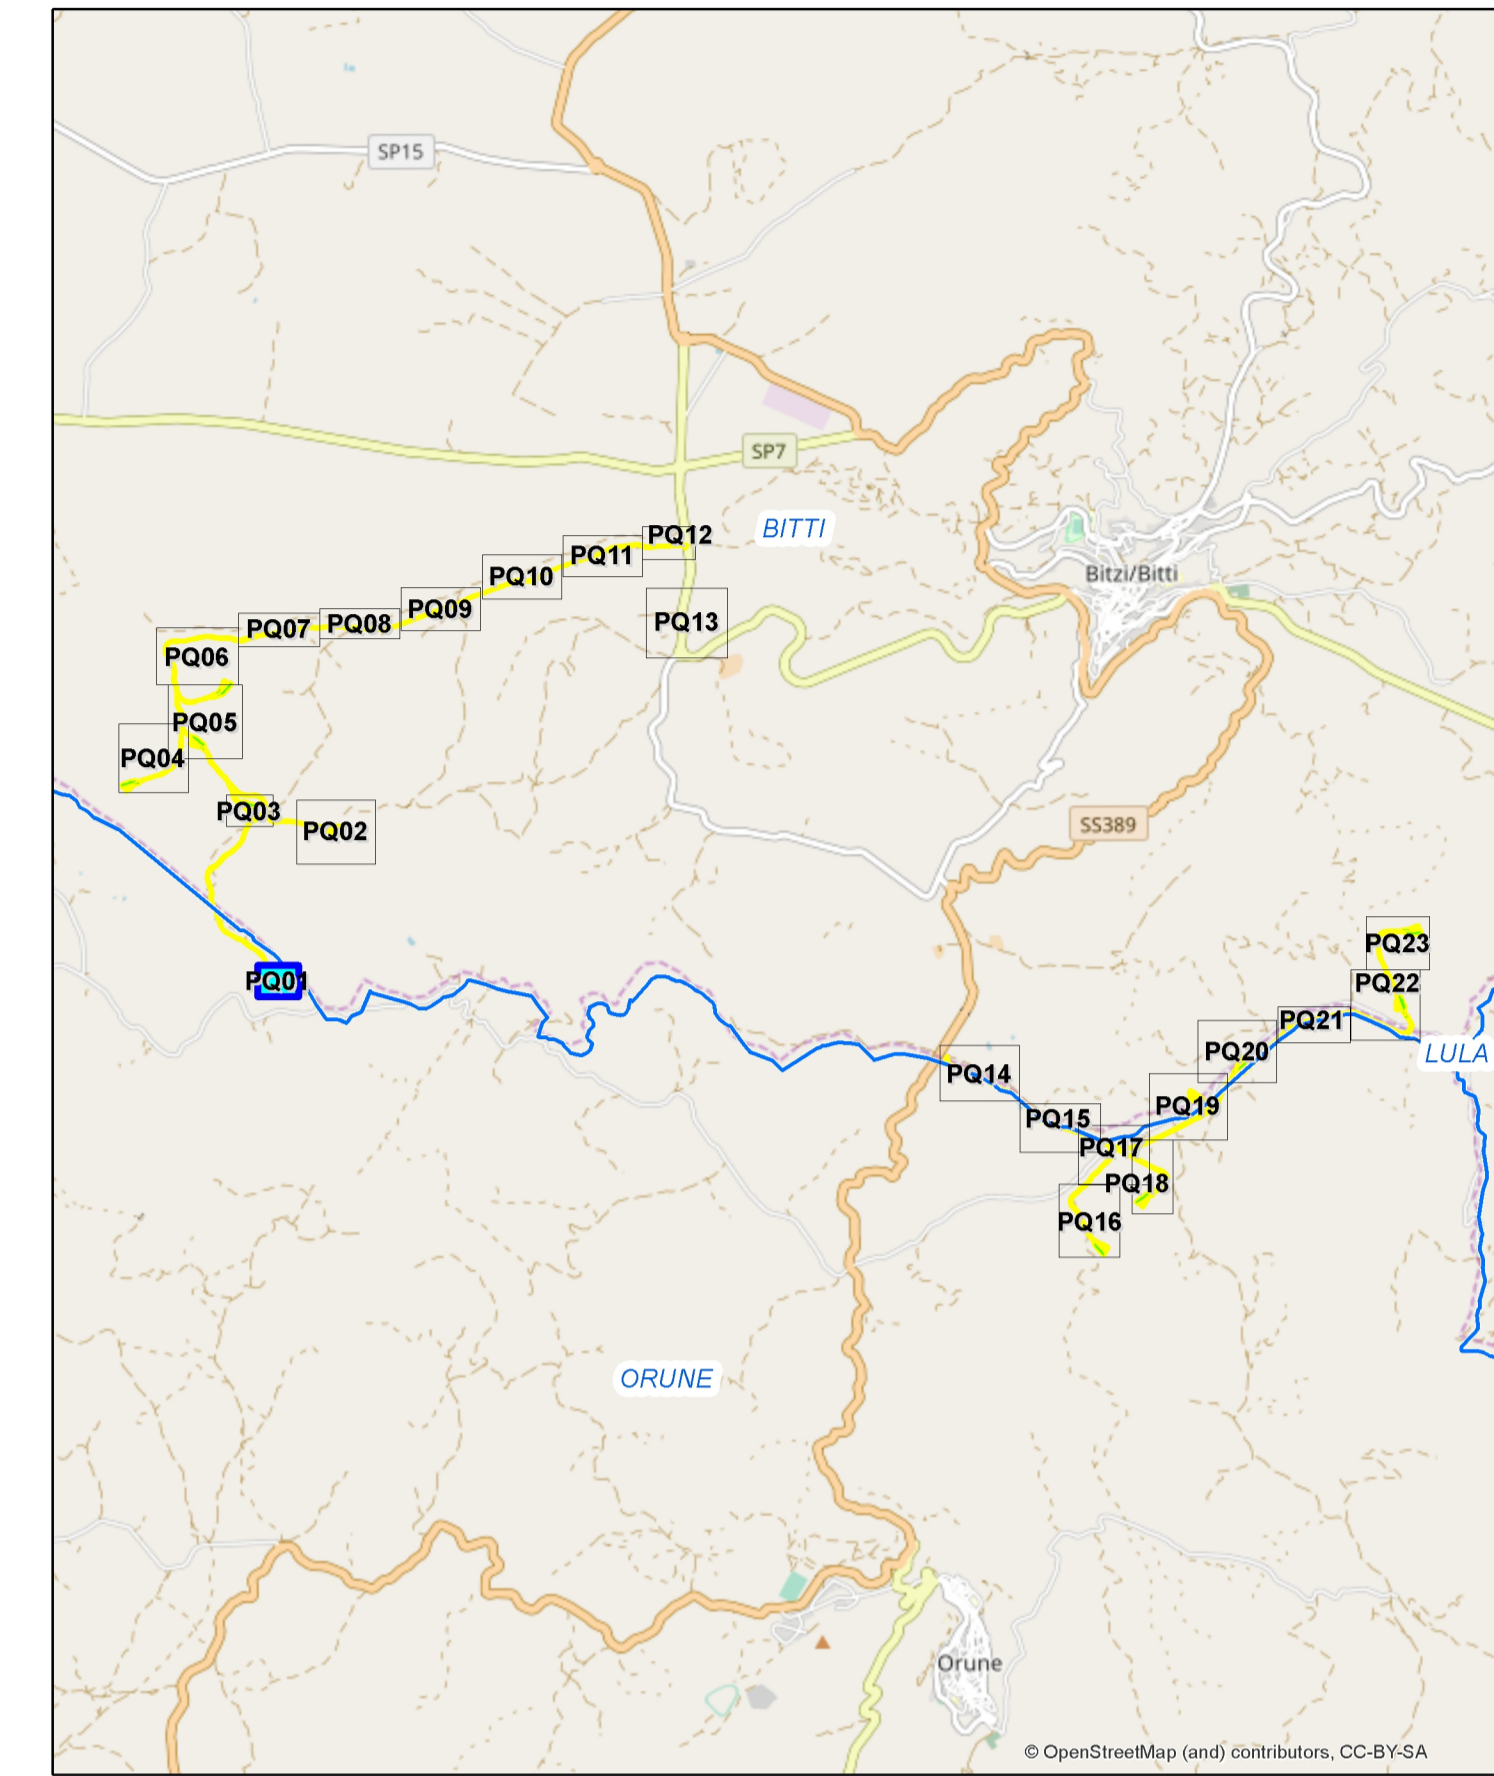 SP15
SP7
BITTI
PQ12
PQ11
PQ10
Bitzi/Bitti
PQ09
PQ13
PQ08
PQ07
PQ06
PQ05
PQ04
PQ03
PQ02
SS389
PQ23
PQ01
PQ22
PQ21
PQ20
LULA
PQ14
PQ19
PQ15
PQ17
PQ18
PQ16
ORUNE
Orune
© OpenStreetMap (and) contributors, CC-BY-SA